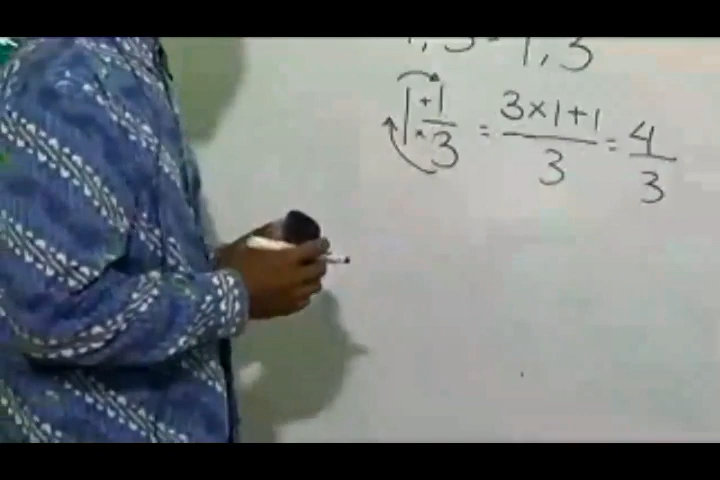 1,3
1 + 1/3 × = (3×1+1)/3 = 4/3